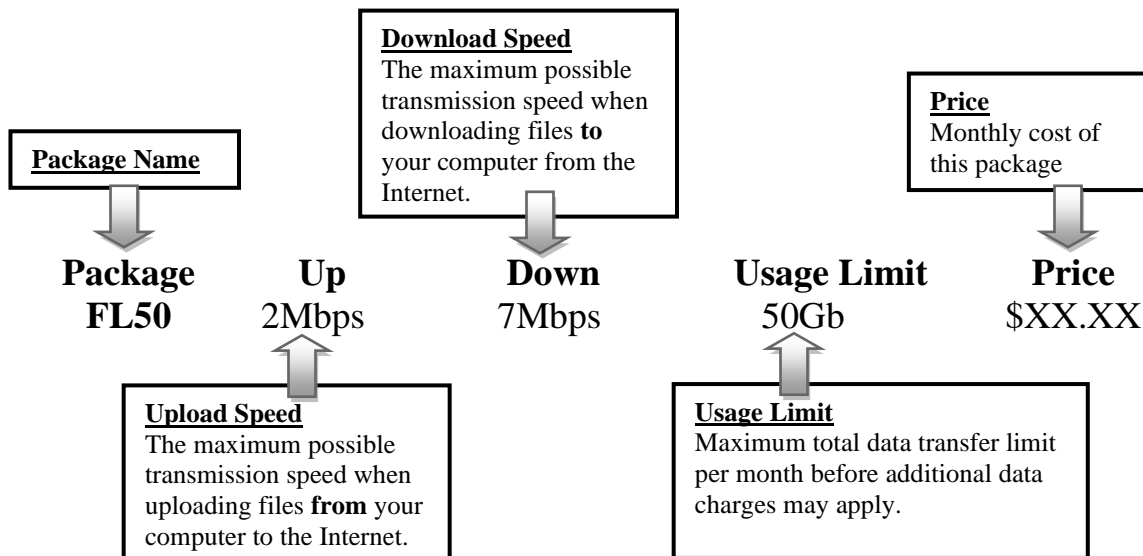 Download Speed
The maximum possible
transmission speed when
downloading files to
your computer from the
Internet.
Price
Monthly cost of
this package
Package Name
Package Up Down Usage Limit Price
FL50 2Mbps 7Mbps 50Gb $XX.XX
Upload Speed
The maximum possible
transmission speed when
uploading files from your
computer to the Internet.
Usage Limit
Maximum total data transfer limit
per month before additional data
charges may apply.